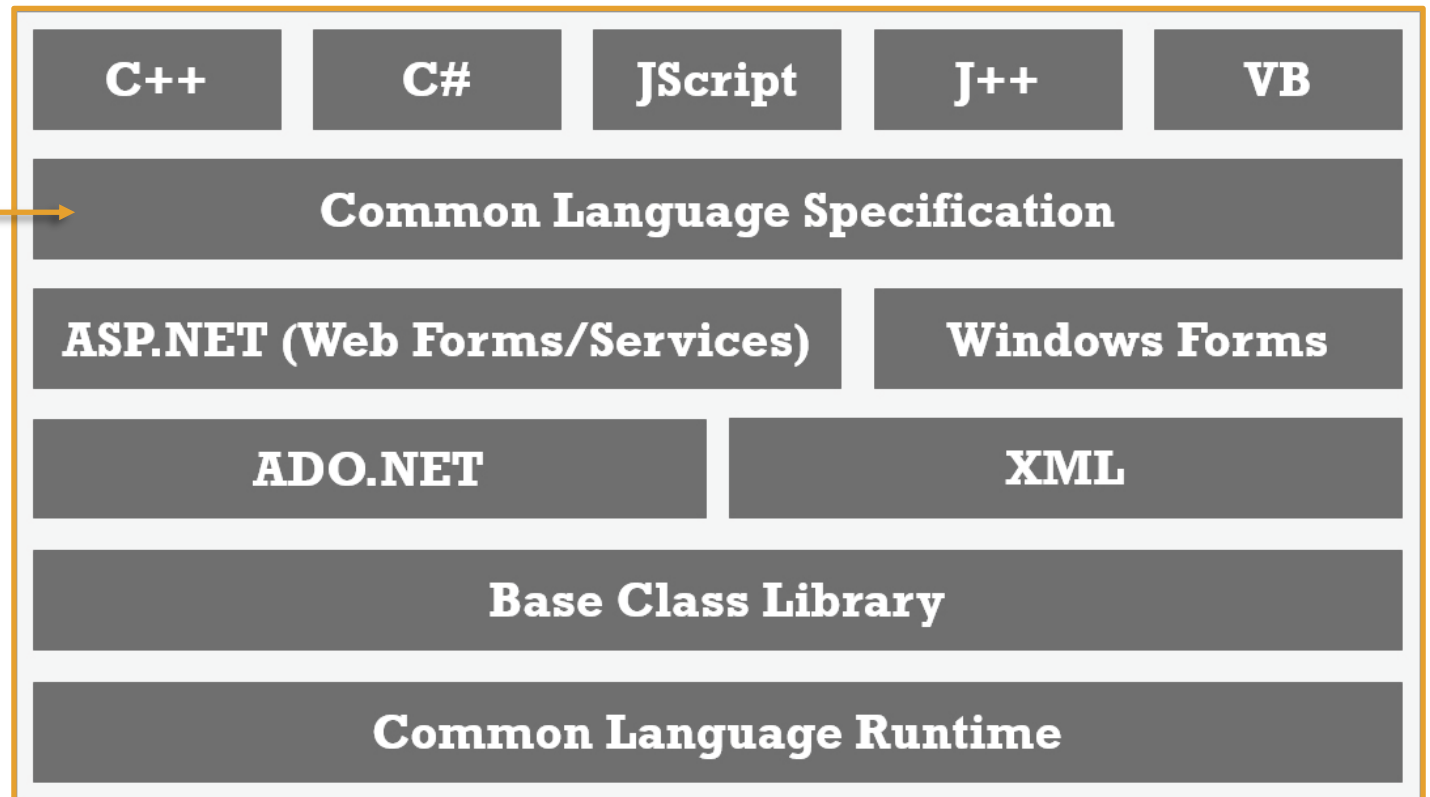 C++
C#
JScript
J++
VB
Common Language Specification
ASP.NET (Web Forms/Services)
Windows Forms
ADO.NET
XML
Base Class Library
Common Language Runtime